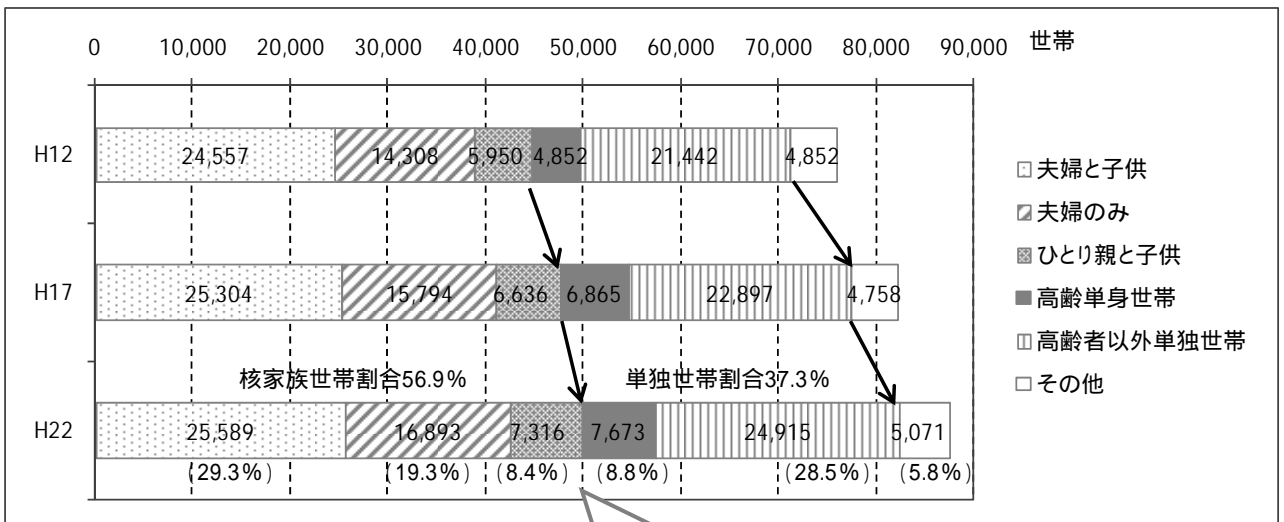 0 10,000 20,000 30,000 40,000 50,000 60,000 70,000 80,000 90,000 世帯
H12 24,557 14,308 5,950 4,852 21,442 4,852
夫婦と子供
夫婦のみ
ひとり親と子供
高齢単身世帯
高齢者以外単独世帯
その他
H17 25,304 15,794 6,636 6,865 22,897 4,758
核家族世帯割合56.9% 単独世帯割合37.3%
H22 25,589 16,893 7,316 7,673 24,915 5,071
(29.3%) (19.3%) (8.4%) (8.8%) (28.5%) (5.8%)